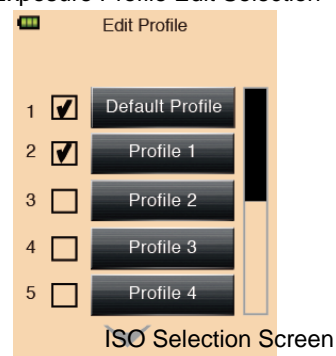 Exposure Profile Edit Selection
Edit Profile
1 Default Profile
2 Profile 1
3 Profile 2
4 Profile 3
5 Profile 4
ISO Selection Screen